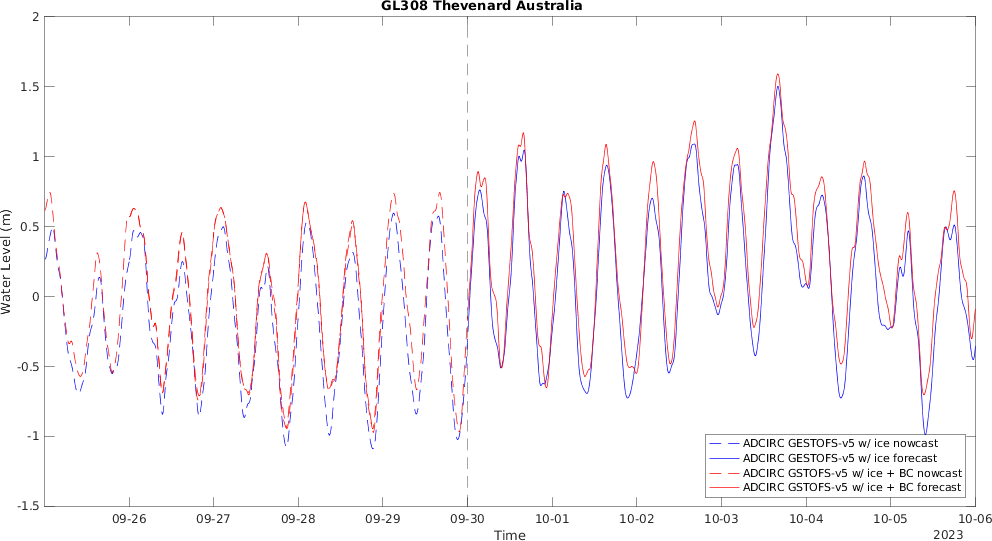 GL308 Thevenard Australia
2
1.5
1
0.5
0
-0.5
-1
-1.5
Water Level (m)
09-26 09-27 09-28 09-29 09-30 10-01 10-02 10-03 10-04 10-05 10-06
Time
2023
ADCIRC GESTOFS-v5 w/ ice nowcast
ADCIRC GESTOFS-v5 w/ ice forecast
ADCIRC GSTOFS-v5 w/ ice + BC nowcast
ADCIRC GSTOFS-v5 w/ ice + BC forecast